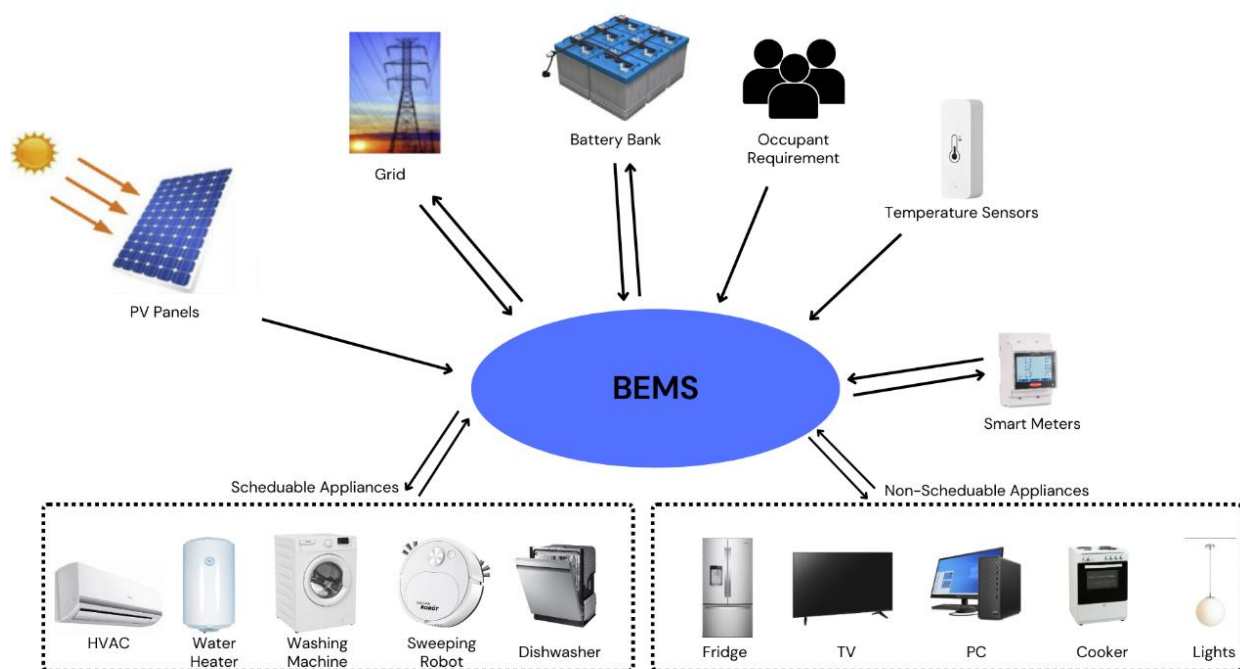 Battery Bank
Occupant
Requirement
Grid
Temperature Sensors
PV Panels
BEMS
Smart Meters
Scheduable Appliances
Non-Scheduable Appliances
HVAC
Water
Heater
Washing
Machine
Sweeping
Robot
Dishwasher
Fridge
TV
PC
Cooker
Lights
ROBOT